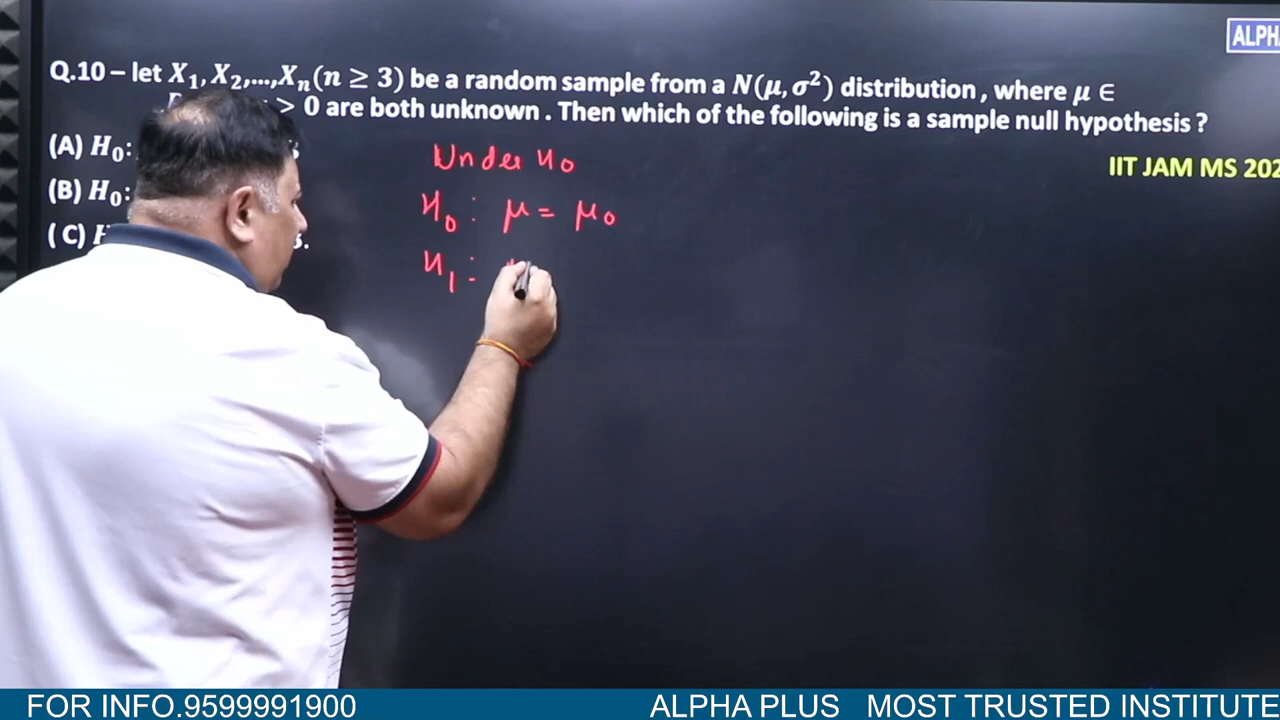 ALPH
Q.10 – let X₁, X₂,...,Xₙ(n ≥ 3) be a random sample from a N(μ, σ²) distribution , where μ ∈
> 0 are both unknown . Then which of the following is a sample null hypothesis ?
(A) H₀:
(B) H₀:
( C)
IIT JAM MS 202
Under H₀
H₀ : μ = μ₀
H₁ :
FOR INFO.9599991900 ALPHA PLUS MOST TRUSTED INSTITUTE